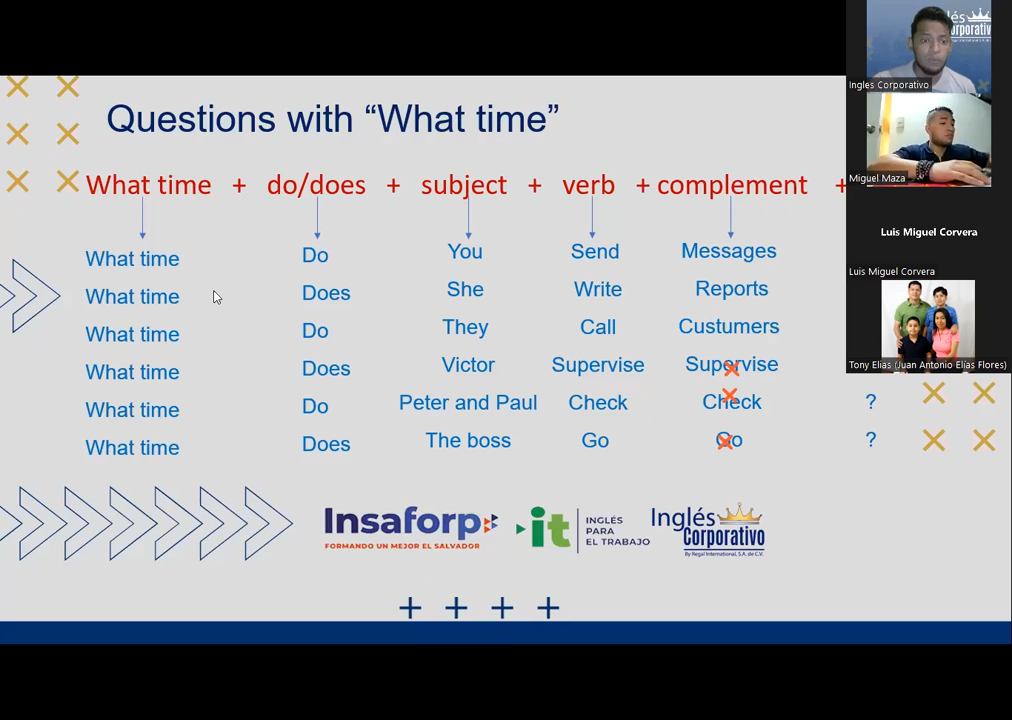 Questions with “What time”
What time + do/does + subject + verb + complement +
What time Do You Send Messages
What time Does She Write Reports
What time Do They Call Custumers
What time Does Victor Supervise Supervise
What time Do Peter and Paul Check Check ?
What time Does The boss Go Go ?
Insaforp
FORMANDO UN MEJOR EL SALVADOR
it
INGLÉS
PARA
EL TRABAJO
Inglés
Corporativo
By Regal International, S.A. de C.V.
+ + + +
Ingles Corporativo
Miguel Maza
Luis Miguel Corvera
Luis Miguel Corvera
Tony Elias (Juan Antonio Elías Flores)